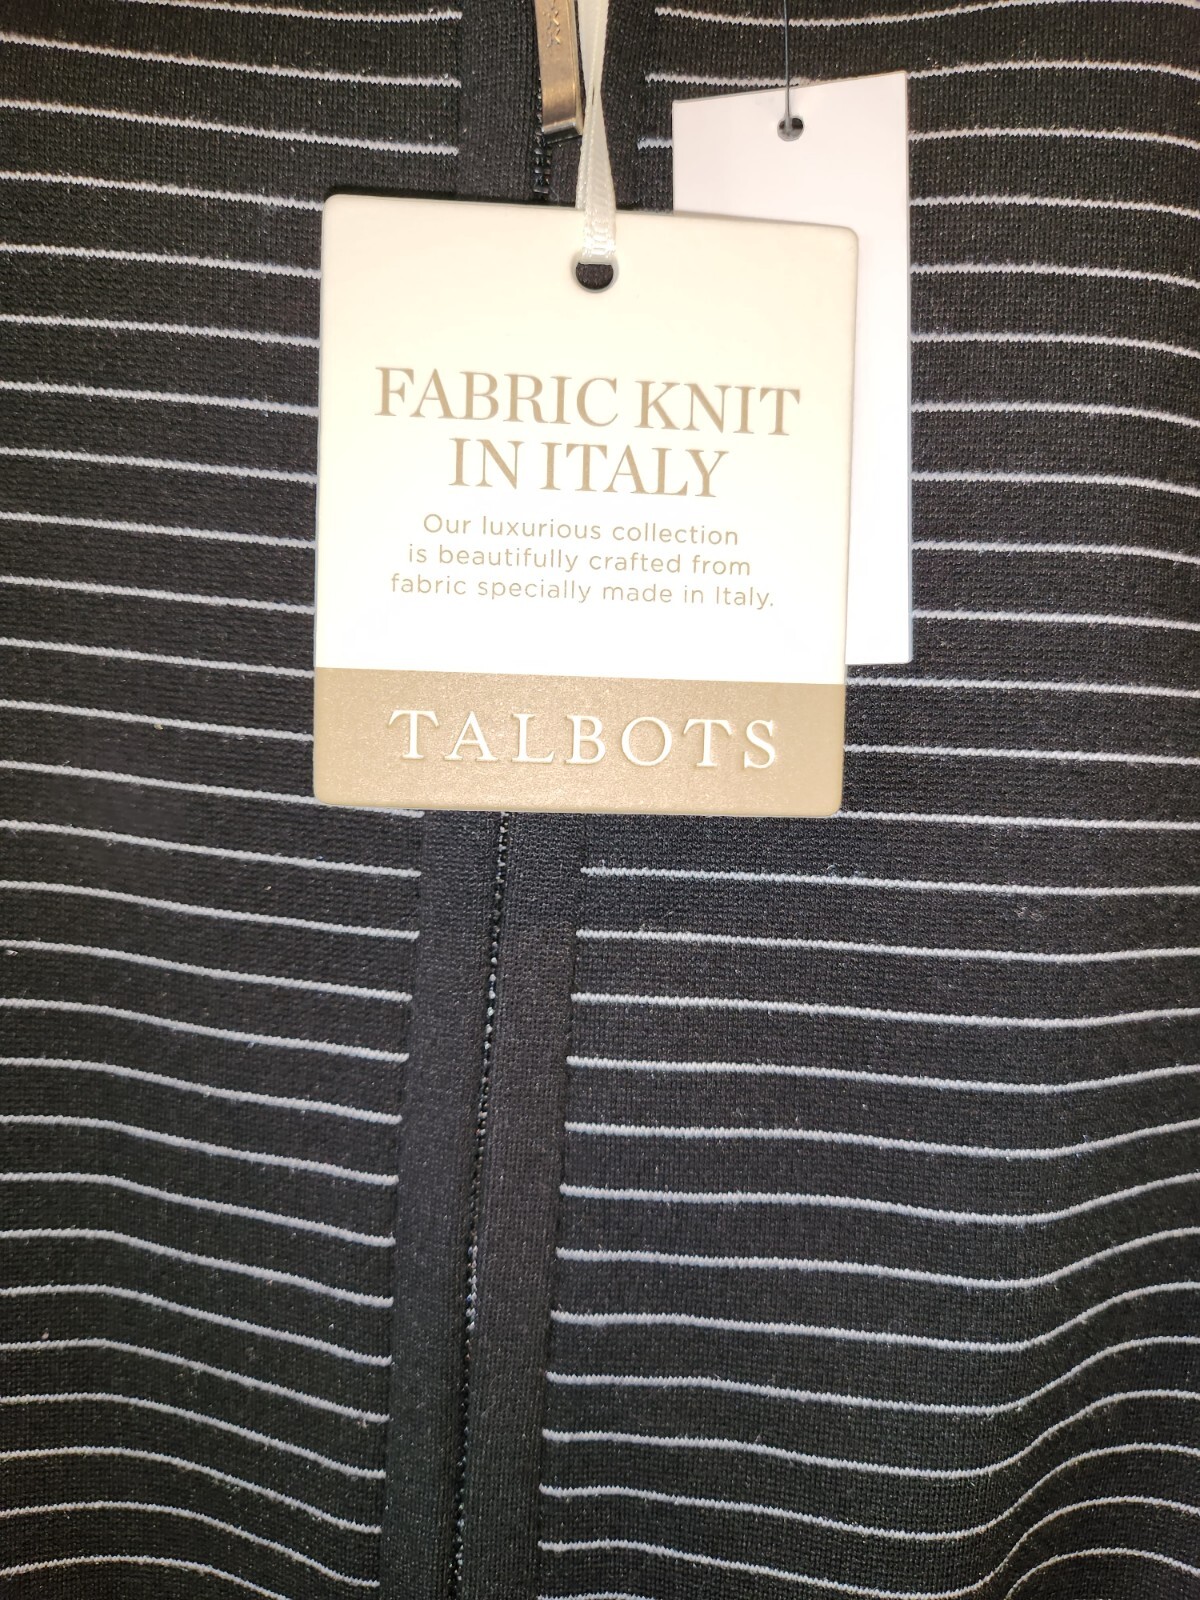 FABRIC KNIT
IN ITALY
Our luxurious collection
is beautifully crafted from
fabric specially made in Italy.
TALBOTS